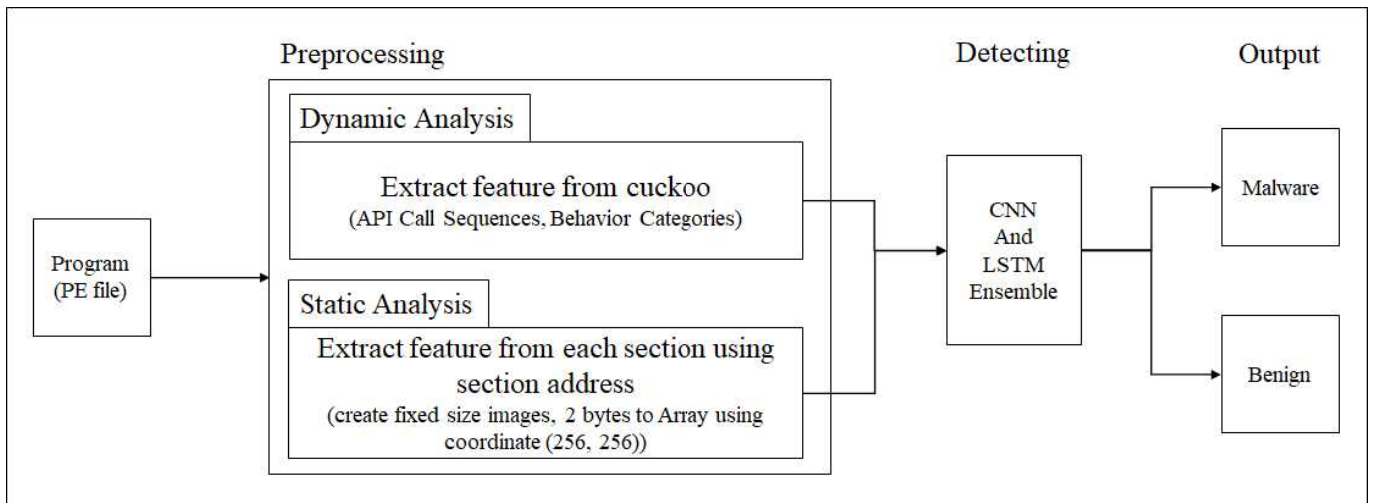 Preprocessing
Detecting
Output
Dynamic Analysis
Extract feature from cuckoo
(API Call Sequences, Behavior Categories)
Program
(PE file)
Static Analysis
Extract feature from each section using
section address
(create fixed size images, 2 bytes to Array using
coordinate (256, 256))
CNN
And
LSTM
Ensemble
Malware
Benign